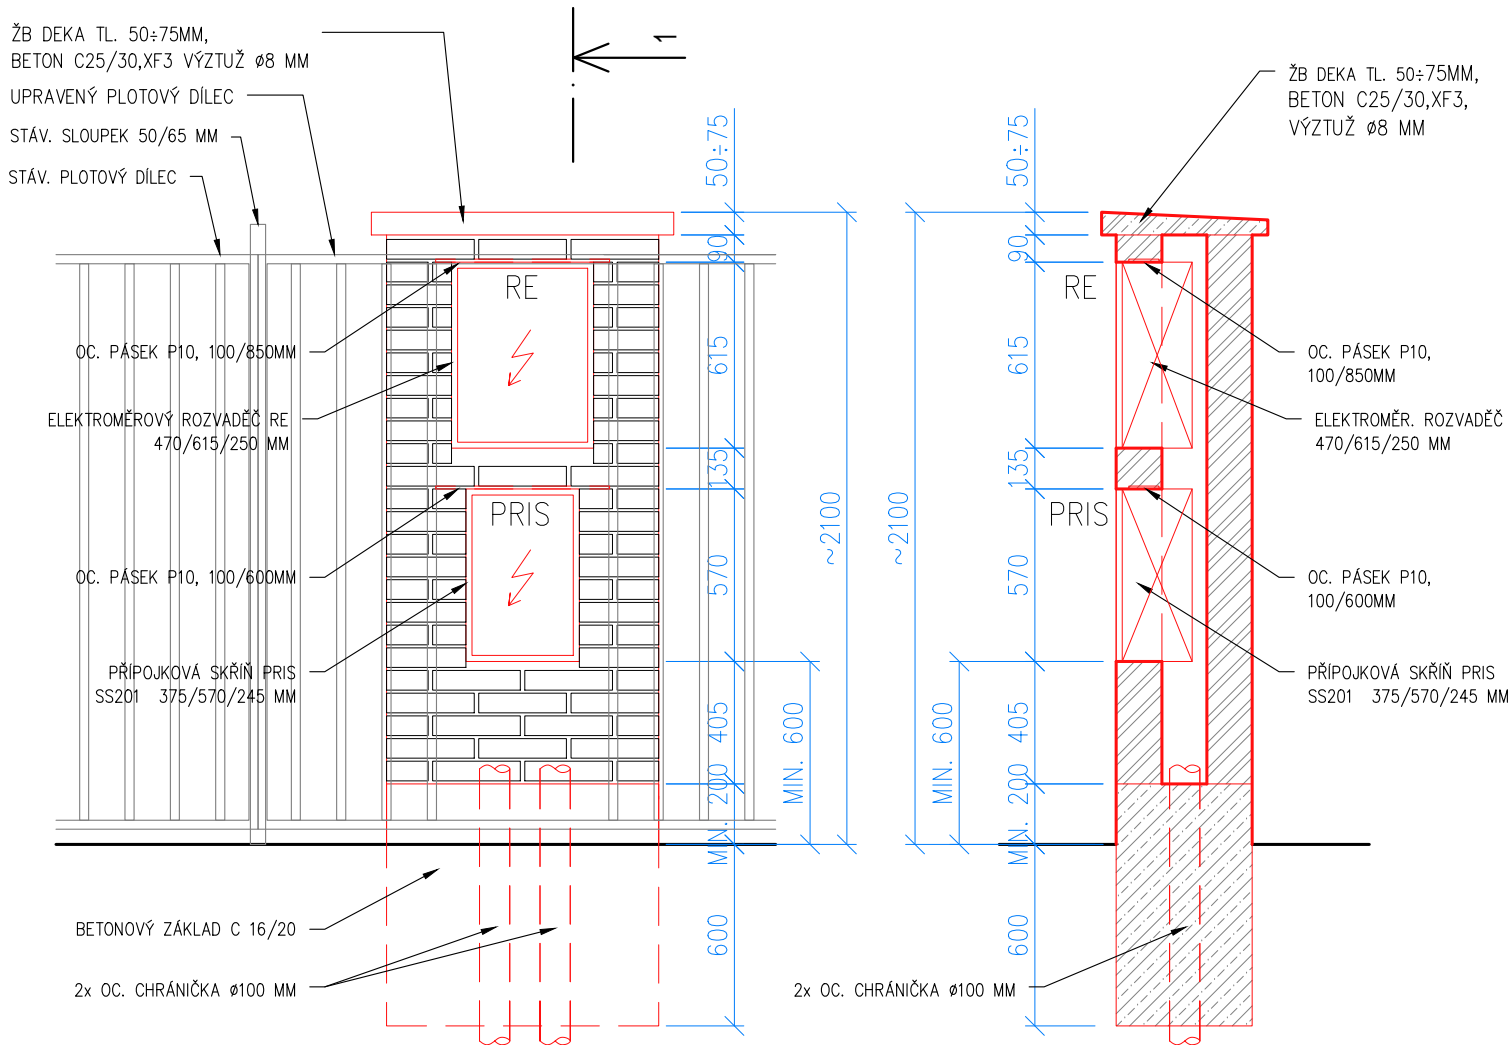 ŽB DEKA TL. 50÷75MM,
BETON C25/30,XF3 VÝZTUŽ ø8 MM
UPRAVENÝ PLOTOVÝ DÍLEC
STÁV. SLOUPEK 50/65 MM
STÁV. PLOTOVÝ DÍLEC
OC. PÁSEK P10, 100/850MM
ELEKTROMĚROVÝ ROZVADĚČ RE
470/615/250 MM
OC. PÁSEK P10, 100/600MM
PŘÍPOJKOVÁ SKŘÍŇ PRIS
SS201 375/570/245 MM
BETONOVÝ ZÁKLAD C 16/20
2x OC. CHRÁNIČKA ø100 MM
1
RE
PRIS
50÷75
90
615
135
570
405
MIN. 200
600
MIN. 600
~2100
~2100
MIN. 600
50÷75
90
615
135
570
405
MIN. 200
600
RE
PRIS
ŽB DEKA TL. 50÷75MM,
BETON C25/30,XF3,
VÝZTUŽ ø8 MM
OC. PÁSEK P10,
100/850MM
ELEKTROMĚR. ROZVADĚČ
470/615/250 MM
OC. PÁSEK P10,
100/600MM
PŘÍPOJKOVÁ SKŘÍŇ PRIS
SS201 375/570/245 MM
2x OC. CHRÁNIČKA ø100 MM